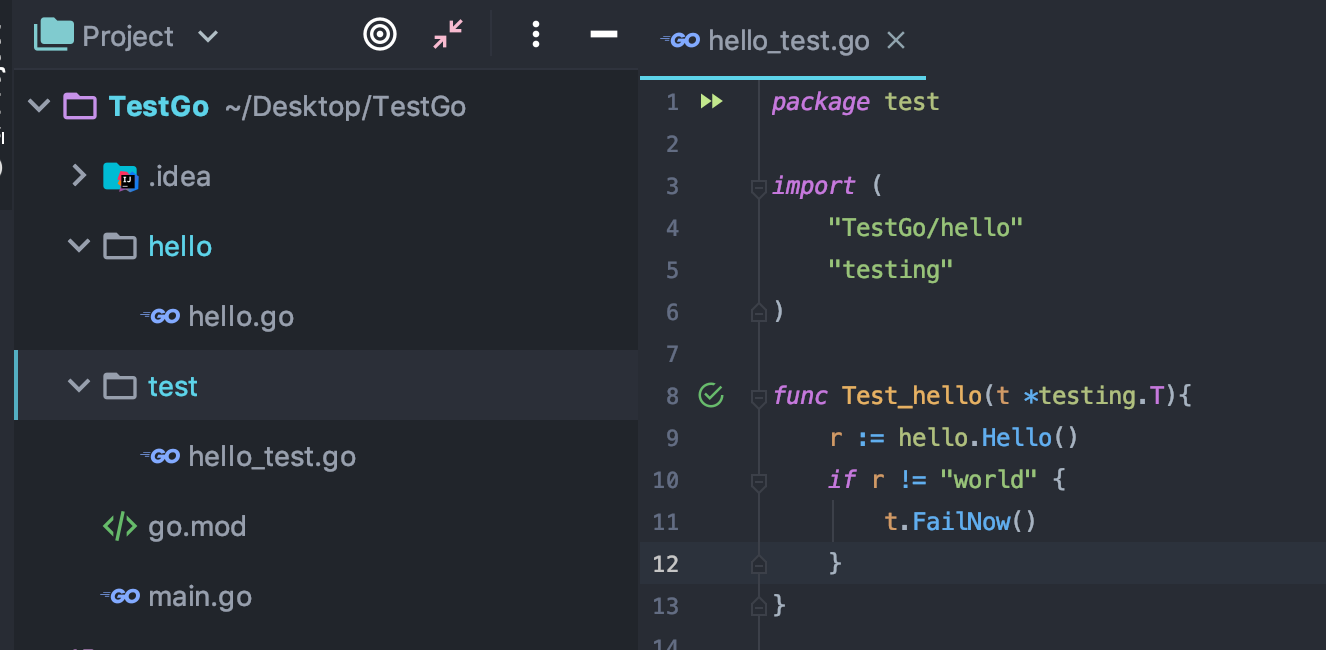 Project
TestGo ~/Desktop/TestGo
.idea
hello
GO hello.go
test
GO hello_test.go
go.mod
GO main.go
GO hello_test.go
1 package test
2
3 import (
4 "TestGo/hello"
5 "testing"
6 )
7
8 func Test_hello(t *testing.T){
9 r := hello.Hello()
10 if r != "world" {
11 t.FailNow()
12 }
13 }
14